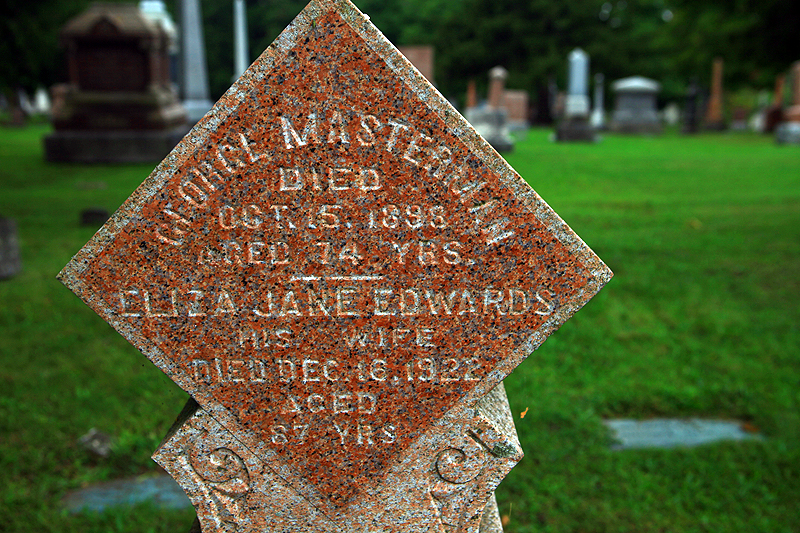 GEORGE MASTERMAN
DIED
OCT. 15. 1898
AGED 74 YRS.
ELIZA JANE EDWARDS
HIS WIFE
DIED DEC. 18. 1922
AGED
87 YRS